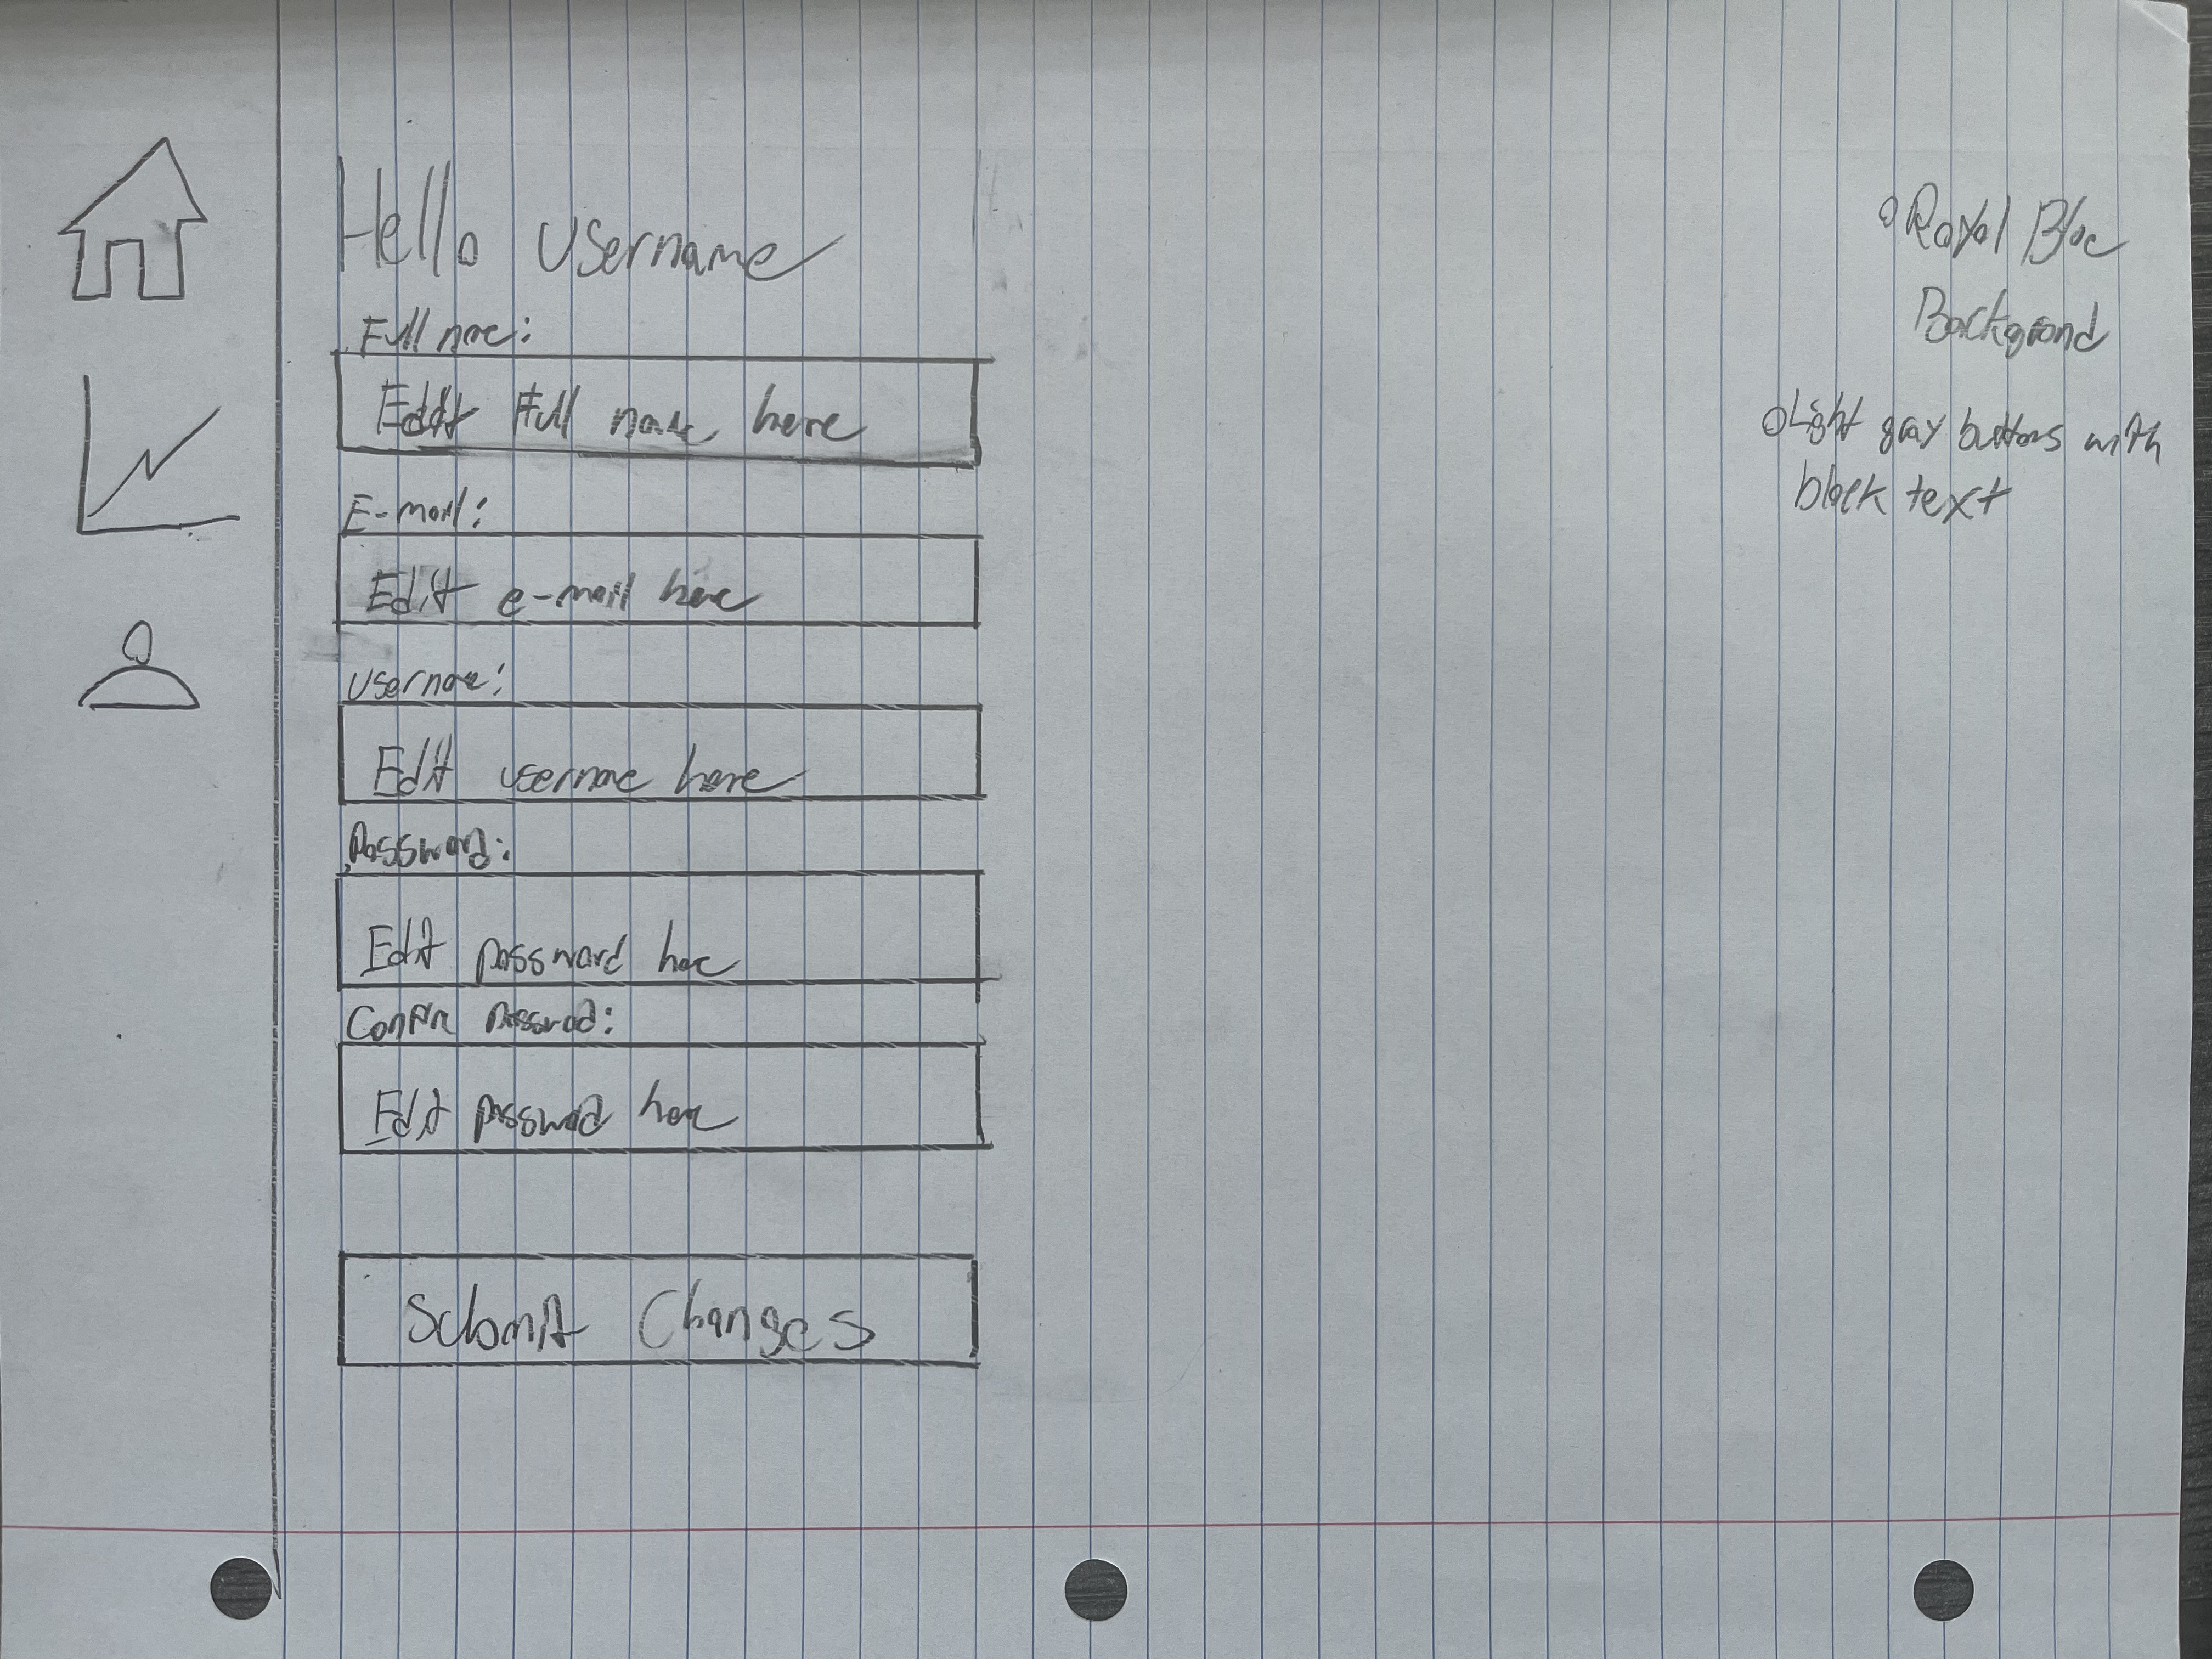 Hello Username
Full name:
Edit Full name here
E-mail:
Edit e-mail here
Username:
Edit username here
Password:
Edit password here
Confirm password:
Edit password here
Submit Changes
Royal Blue
Background
Light gray buttons with
black text